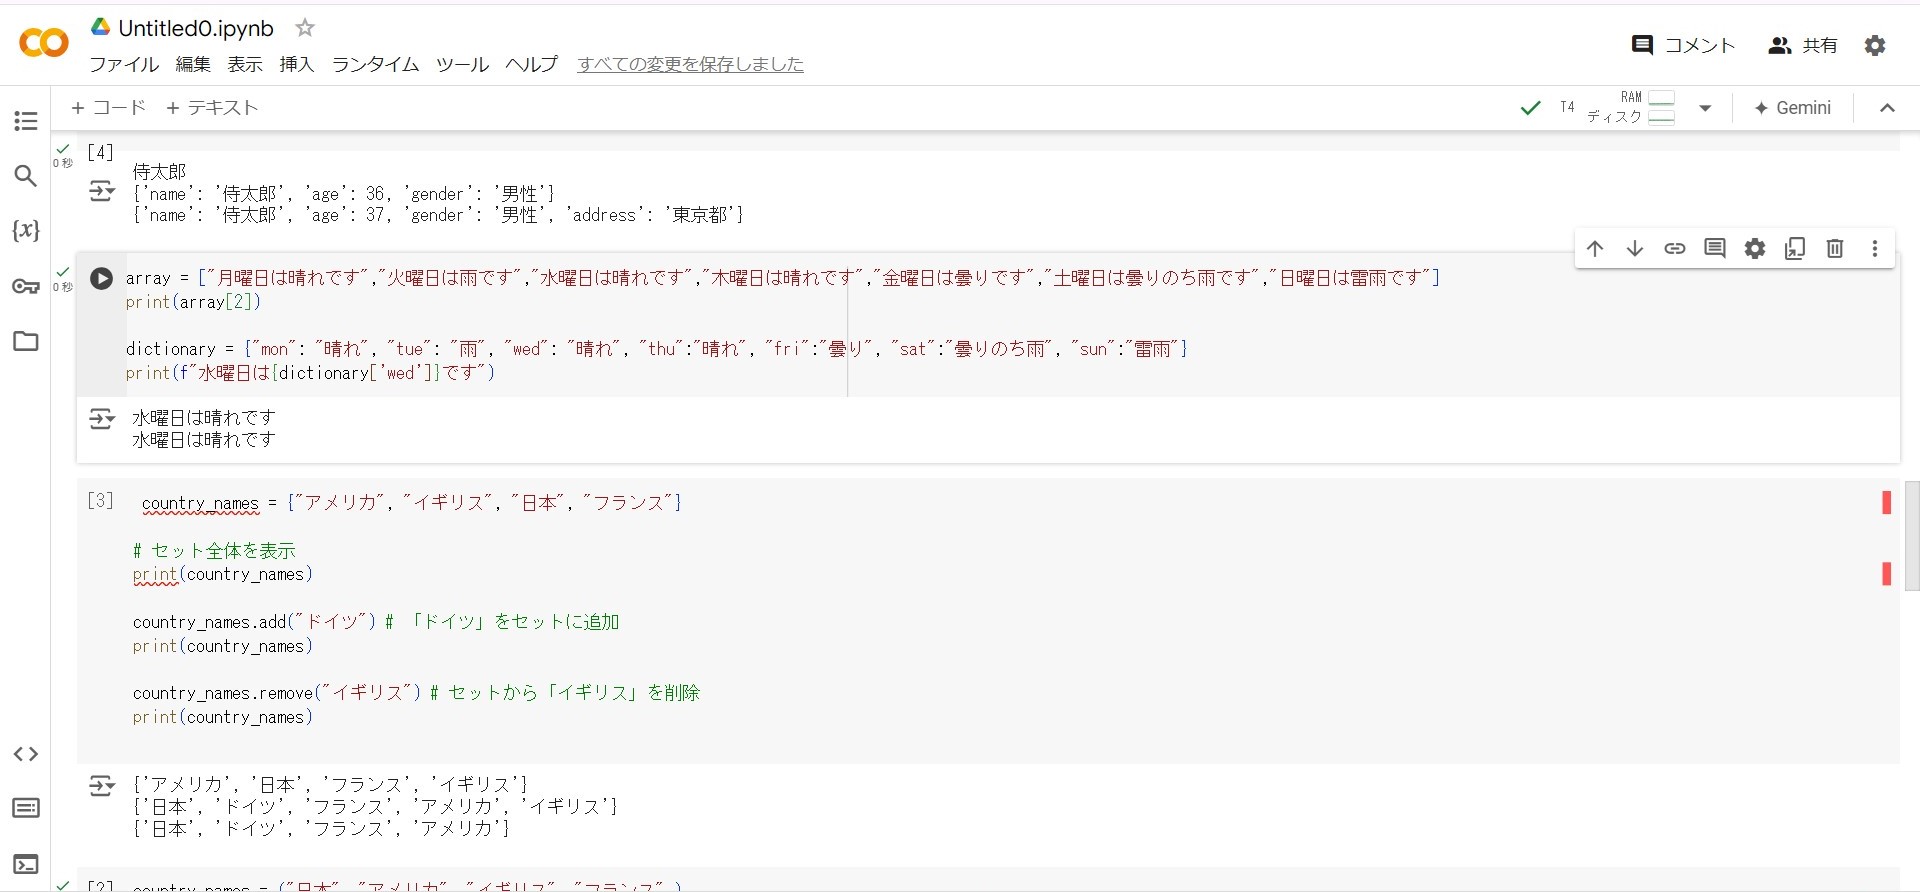 Untitled0.ipynb
コメント 共有
ファイル 編集 表示 挿入 ランタイム ツール ヘルプ すべての変更を保存しました
+ コード + テキスト
T4 RAM ディスク Gemini
[4]
0 秒
侍太郎
{'name': '侍太郎', 'age': 36, 'gender': '男性'}
{'name': '侍太郎', 'age': 37, 'gender': '男性', 'address': '東京都'}
0 秒
array = ["月曜日は晴れです","火曜日は雨です","水曜日は晴れです","木曜日は晴れです","金曜日は曇りです","土曜日は曇りのち雨です","日曜日は雷雨です"]
print(array[2])
dictionary = {"mon": "晴れ", "tue": "雨", "wed": "晴れ", "thu":"晴れ", "fri":"曇り", "sat":"曇りのち雨", "sun":"雷雨"}
print(f"水曜日は{dictionary['wed']}です")
水曜日は晴れです
水曜日は晴れです
[3] country_names = {"アメリカ", "イギリス", "日本", "フランス"}
# セット全体を表示
print(country_names)
country_names.add("ドイツ") # 「ドイツ」をセットに追加
print(country_names)
country_names.remove("イギリス") # セットから「イギリス」を削除
print(country_names)
{'アメリカ', '日本', 'フランス', 'イギリス'}
{'日本', 'ドイツ', 'フランス', 'アメリカ', 'イギリス'}
{'日本', 'ドイツ', 'フランス', 'アメリカ'}
[2] country_names = ("日本", "アメリカ", "イギリス", "フランス",)